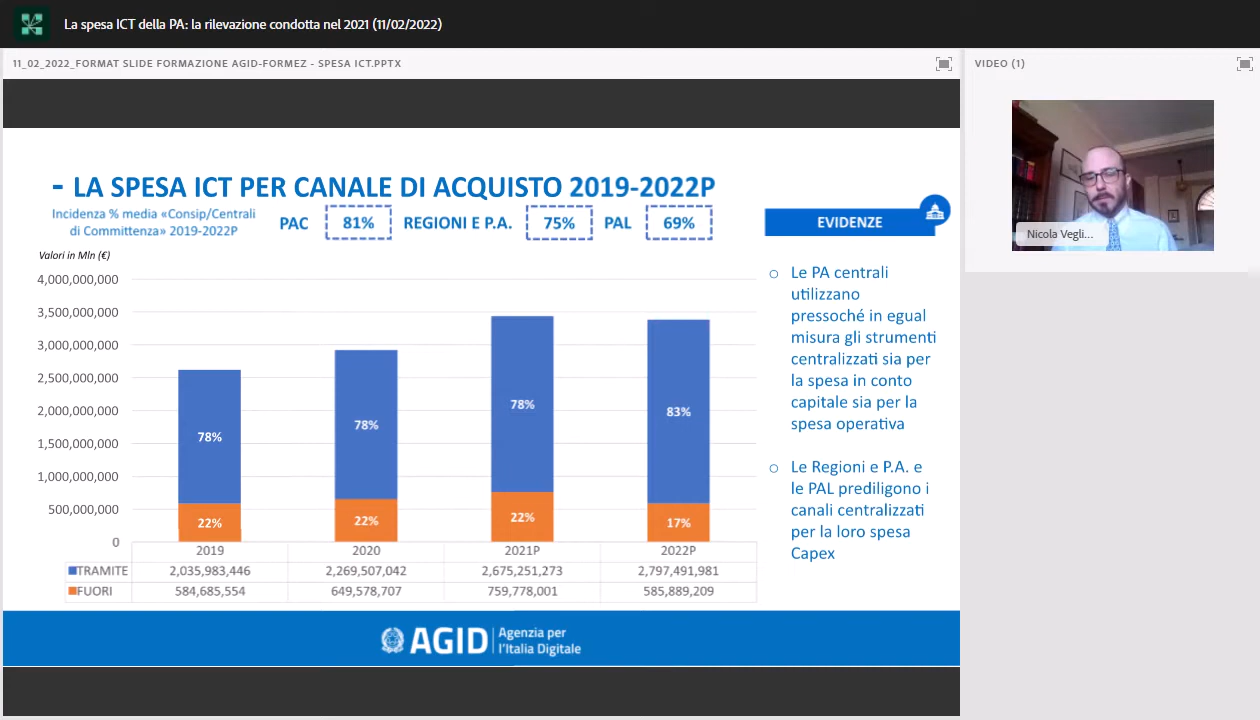 La spesa ICT della PA: la rilevazione condotta nel 2021 (11/02/2022)
11_02_2022_FORMAT SLIDE FORMAZIONE AGID-FORMEZ - SPESA ICT.PPTX
VIDEO (1)
Nicola Vegli...
- LA SPESA ICT PER CANALE DI ACQUISTO 2019-2022P
Incidenza % media «Consip/Centrali
di Committenza» 2019-2022P
PAC 81% REGIONI E P.A. 75% PAL 69%
Valori in Mln (€)
4,000,000,000
3,500,000,000
3,000,000,000
2,500,000,000
2,000,000,000
1,500,000,000
1,000,000,000
500,000,000
0
78% 78% 78% 83%
22% 22% 22% 17%
2019 2020 2021P 2022P
TRAMITE 2,035,983,446 2,269,507,042 2,675,251,273 2,797,491,981
FUORI 584,685,554 649,578,707 759,778,001 585,889,209
EVIDENZE
Le PA centrali
utilizzano
pressoché in egual
misura gli strumenti
centralizzati sia per
la spesa in conto
capitale sia per la
spesa operativa
Le Regioni e P.A. e
le PAL prediligono i
canali centralizzati
per la loro spesa
Capex
AGID Agenzia per
l'Italia Digitale